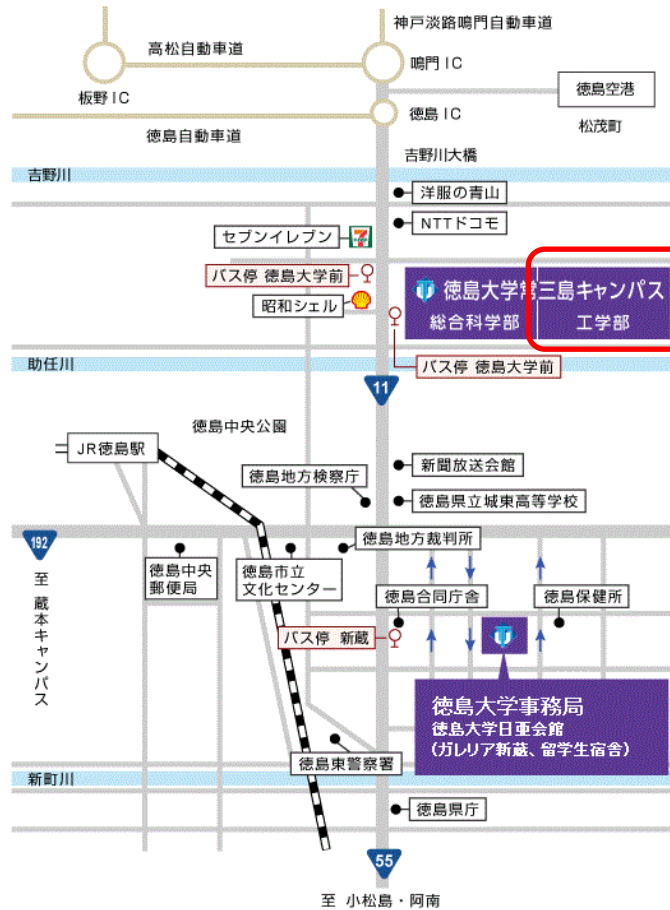 神戸淡路鳴門自動車道
高松自動車道
鳴門 IC
板野 IC
徳島空港
徳島 IC
松茂町
徳島自動車道
吉野川大橋
吉野川
洋服の青山
NTTドコモ
セブンイレブン
7
バス停 徳島大学前
昭和シェル
徳島大学常三島キャンパス
総合科学部
工学部
助任川
バス停 徳島大学前
11
徳島中央公園
JR徳島駅
新聞放送会館
徳島地方検察庁
徳島県立城東高等学校
192
徳島地方裁判所
徳島中央
郵便局
徳島市立
文化センター
徳島合同庁舎
徳島保健所
至 蔵本キャンパス
バス停 新蔵
徳島大学事務局
徳島大学日亜会館
(ガレリア新蔵、留学生宿舎)
徳島東警察署
新町川
徳島県庁
55
至 小松島・阿南